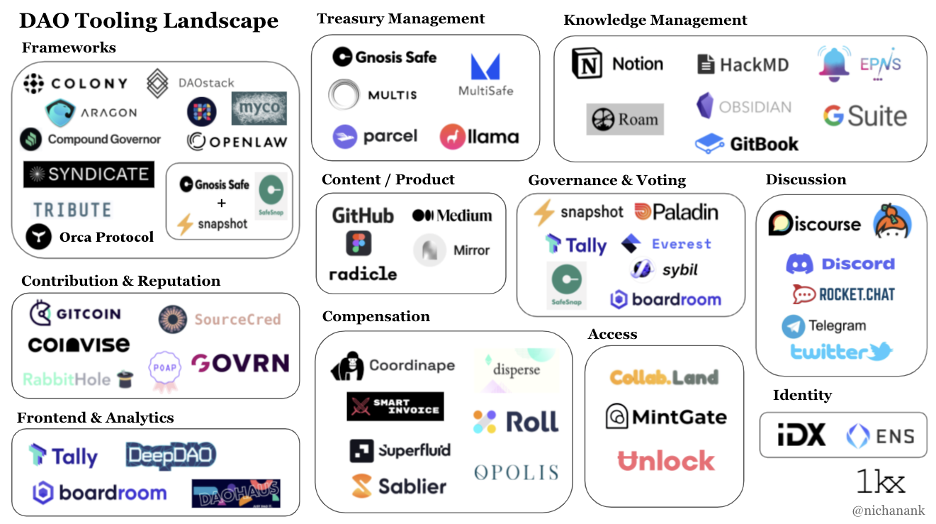 DAO Tooling Landscape
Frameworks
COLONY
DAOstack
ARAGON
myco
Compound Governor
OPENLAW
SYNDICATE
Gnosis Safe
+
snapshot
SafeSnap
TRIBUTE
Orca Protocol
Treasury Management
Gnosis Safe
MULTIS
MultiSafe
parcel
llama
Knowledge Management
Notion
HackMD
EPNS
Roam
OBSIDIAN
G Suite
GitBook
Content / Product
GitHub
Medium
Mirror
radicle
Governance & Voting
snapshot
Paladin
Tally
Everest
SafeSnap
sybil
boardroom
Discussion
Discourse
Discord
ROCKET.CHAT
Telegram
twitter
Contribution & Reputation
GITCOIN
SourceCred
COINVISE
RabbitHole
POAP
GOVRN
Compensation
Coordinape
disperse
SMART
INVOICE
Roll
Superfluid
Sablier
OPOLIS
Access
Collab.Land
MintGate
Unlock
Identity
iDX
ENS
Frontend & Analytics
Tally
DeepDAO
boardroom
DAOHAUS
1kx
@nichanank